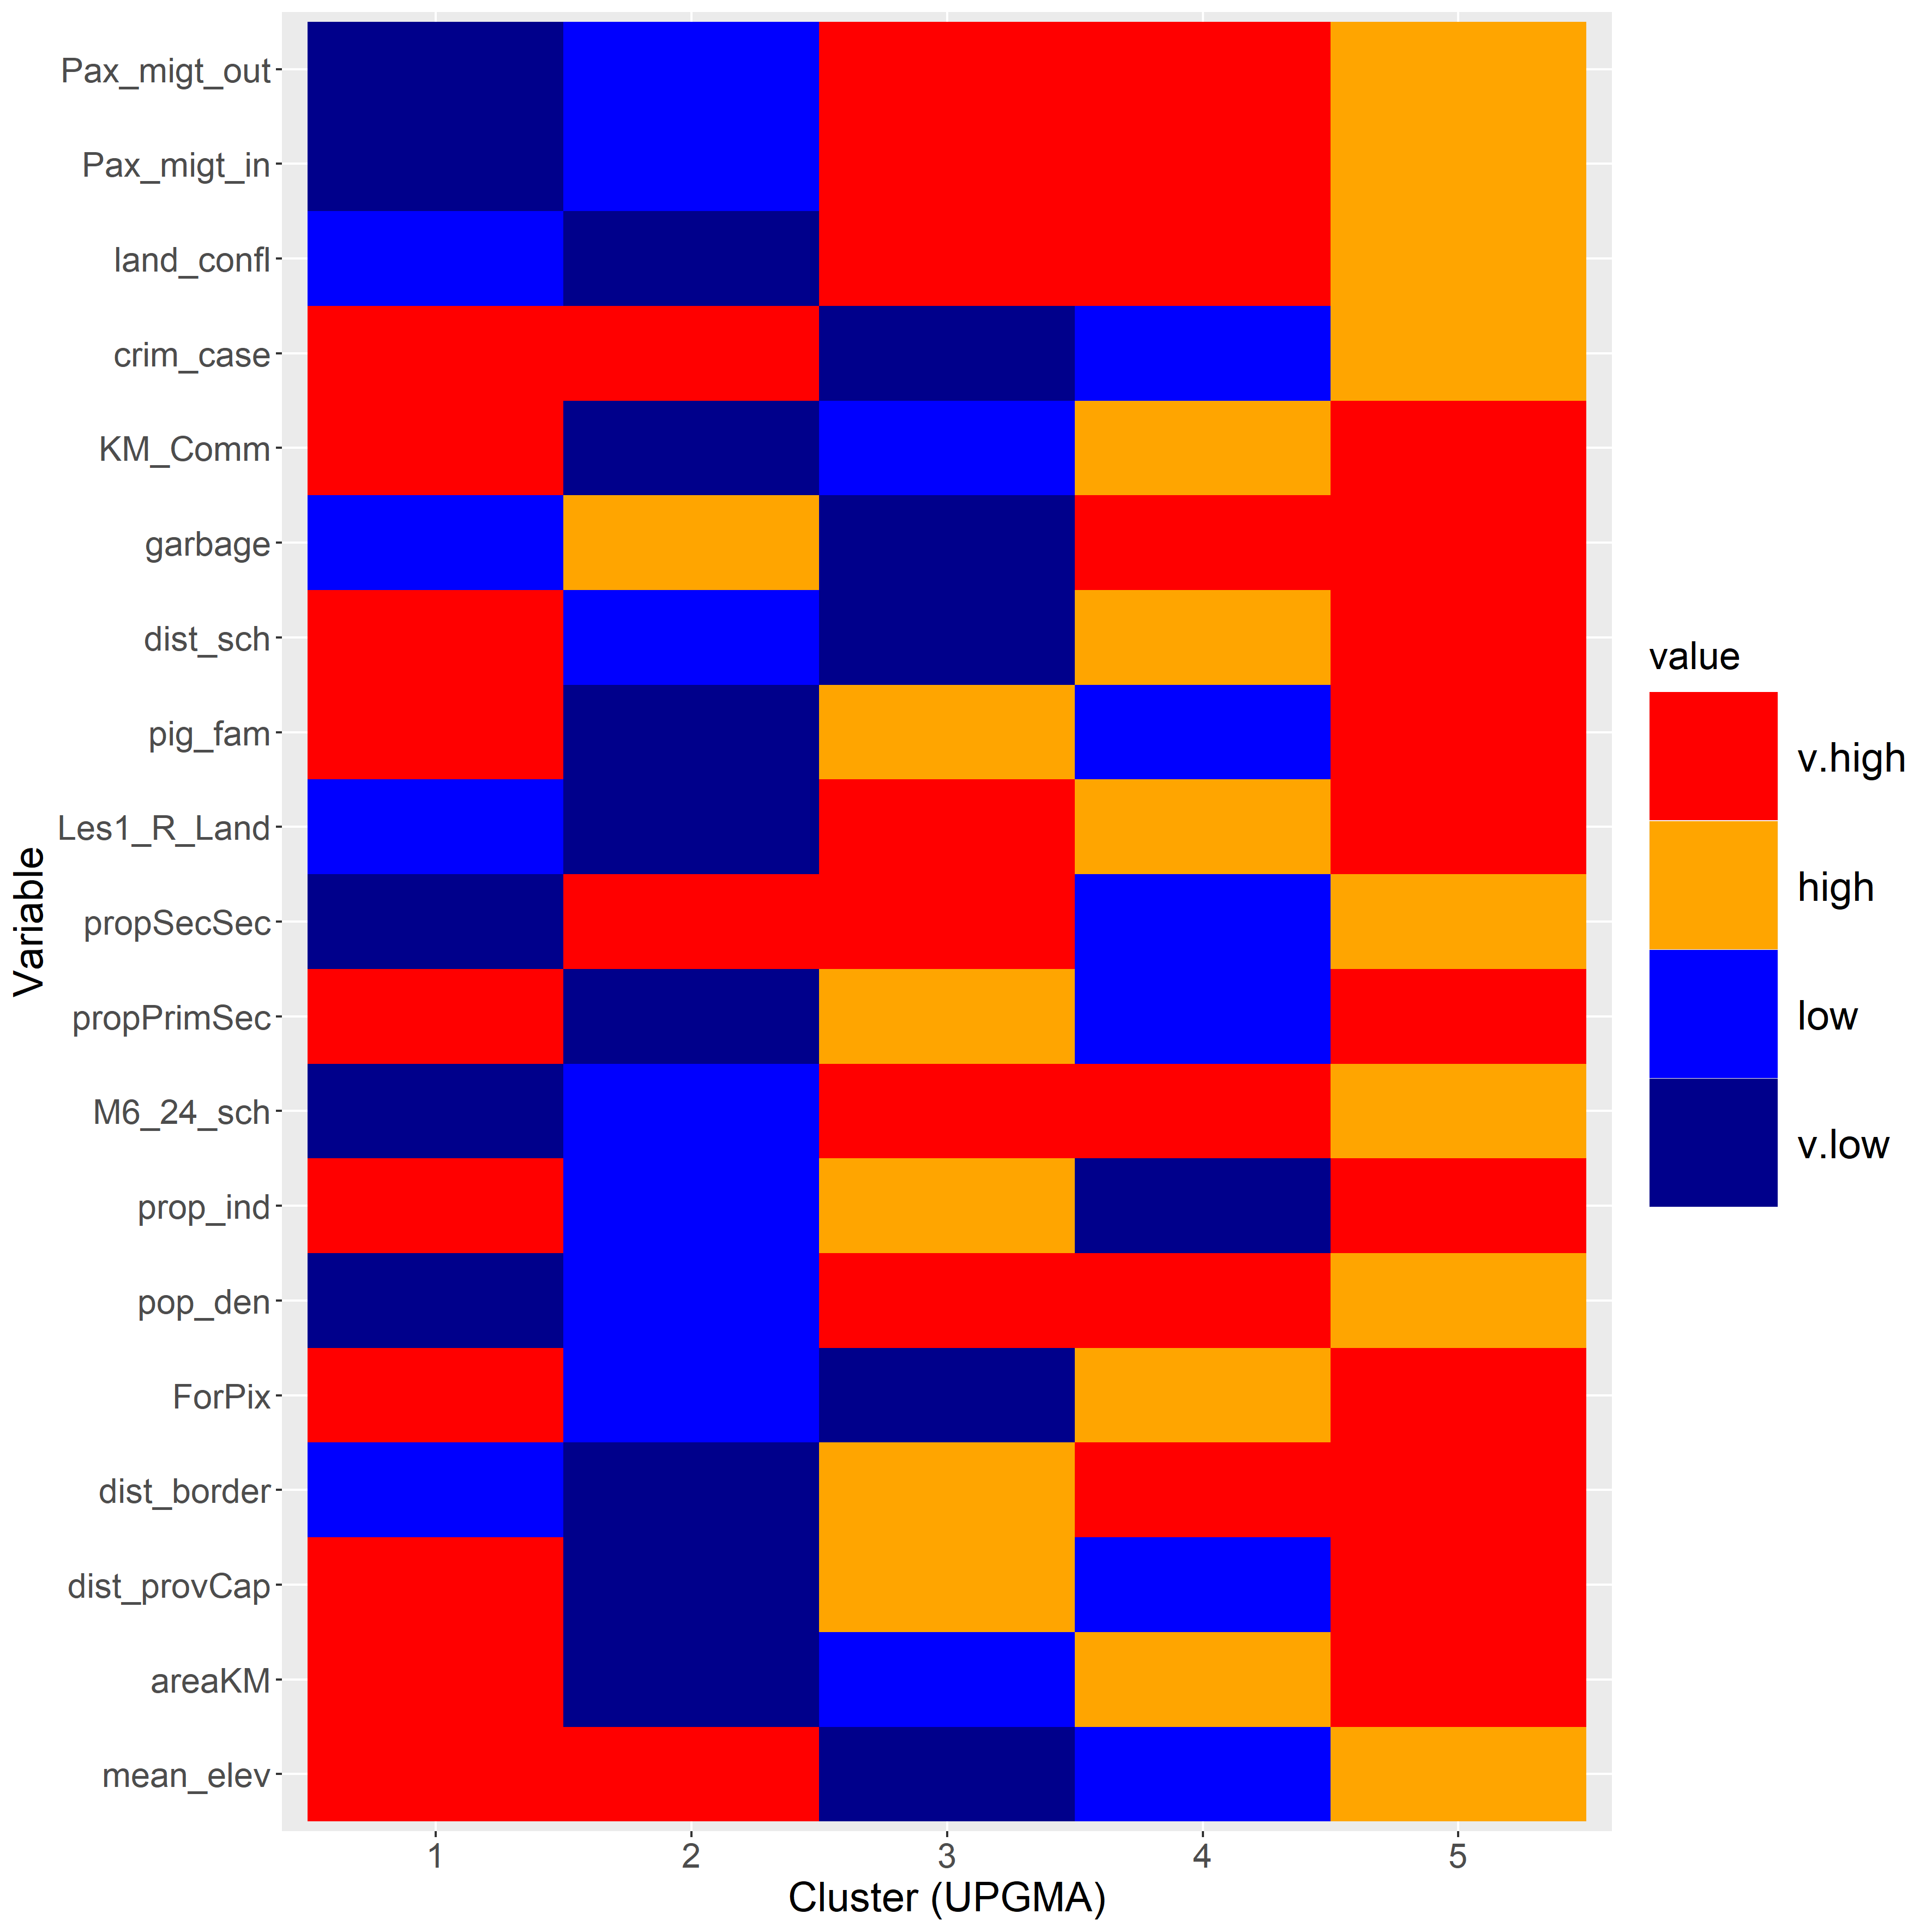 Pax_migt_out
Pax_migt_in
land_confl
crim_case
KM_Comm
garbage
dist_sch
pig_fam
Les1_R_Land
propSecSec
propPrimSec
M6_24_sch
prop_ind
pop_den
ForPix
dist_border
dist_provCap
areaKM
mean_elev
Variable
1 2 3 4 5
Cluster (UPGMA)
value
v.high
high
low
v.low